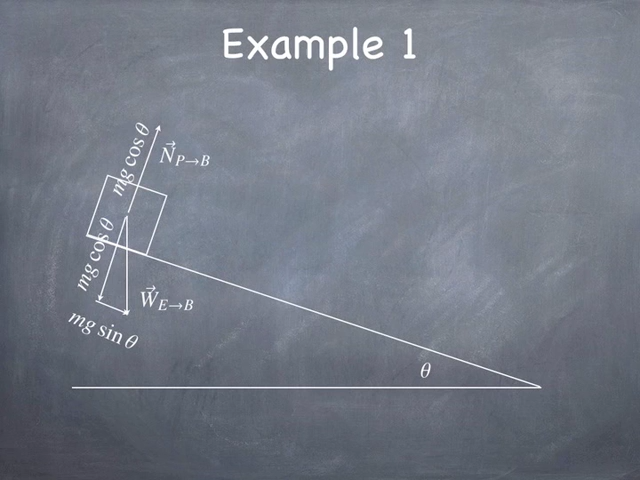 Example 1
mg cos θ
N⃗P→B
mg cos θ
W⃗E→B
mg sin θ
θ